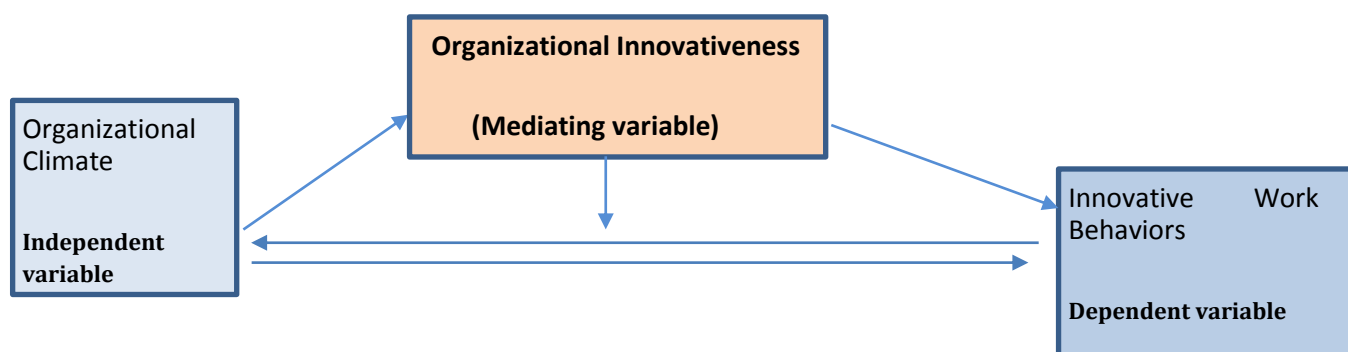 Organizational Innovativeness
(Mediating variable)
Organizational
Climate
Independent
variable
Innovative Work
Behaviors
Dependent variable